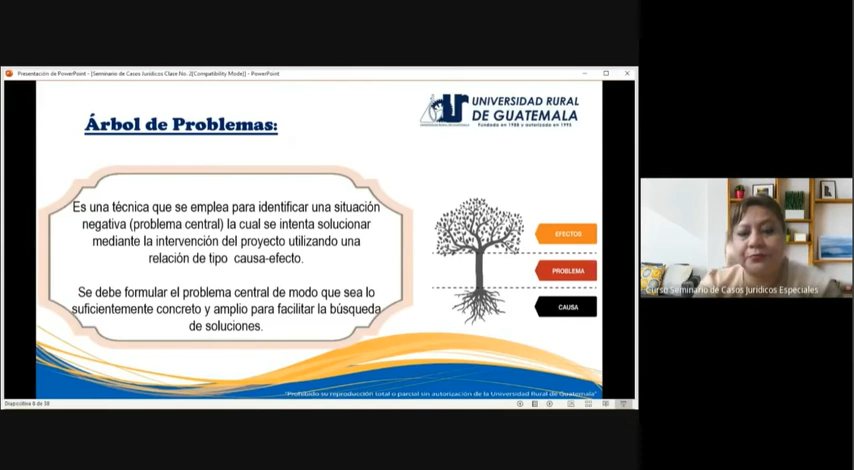 Presentación de PowerPoint - [Seminario de Casos Jurídicos Clase No. 2[Compatibility Mode]] - PowerPoint
Árbol de Problemas:
UNIVERSIDAD RURAL
DE GUATEMALA
Fundada en 1988 y autorizada en 1995
Es una técnica que se emplea para identificar una situación
negativa (problema central) la cual se intenta solucionar
mediante la intervención del proyecto utilizando una
relación de tipo causa-efecto.
Se debe formular el problema central de modo que sea lo
suficientemente concreto y amplio para facilitar la búsqueda
de soluciones.
EFECTOS
PROBLEMA
CAUSA
"Prohibido su reproducción total o parcial sin autorización de la Universidad Rural de Guatemala"
Diapositiva 8 de 38
Curso Seminario de Casos Jurídicos Especiales